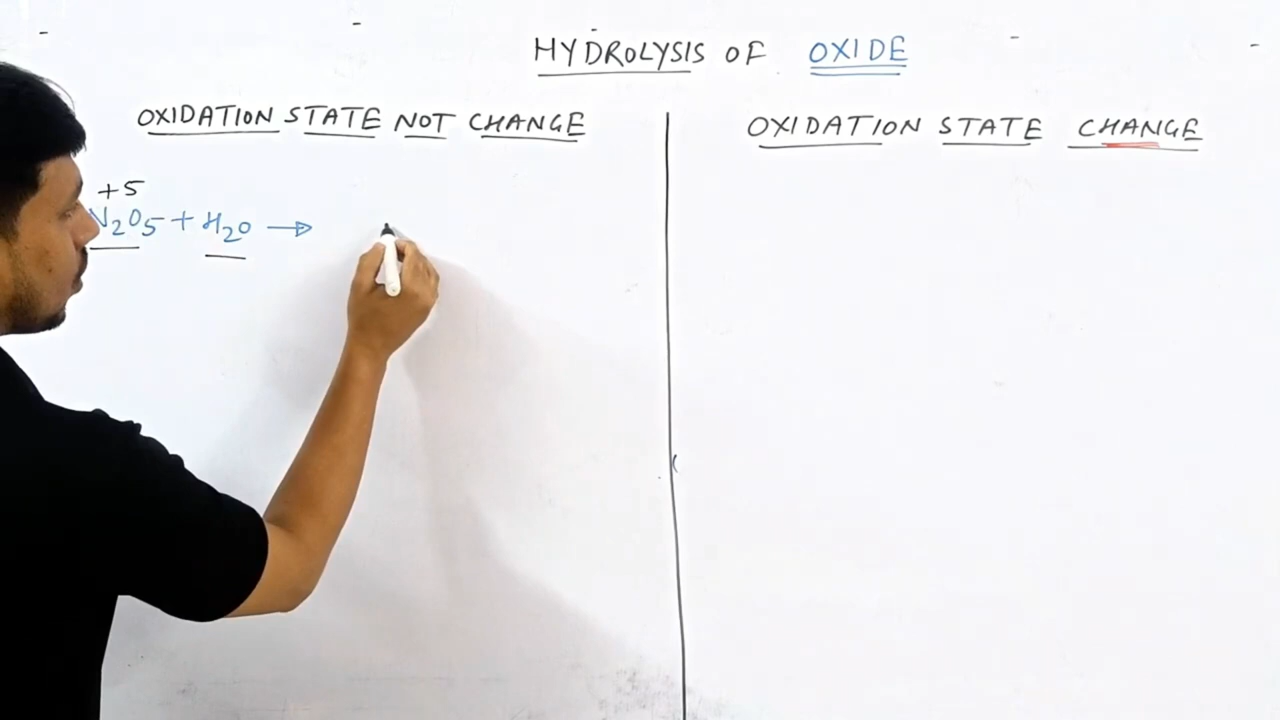 HYDROLYSIS OF OXIDE
OXIDATION STATE NOT CHANGE
OXIDATION STATE CHANGE
+5
N2O5 + H2O →